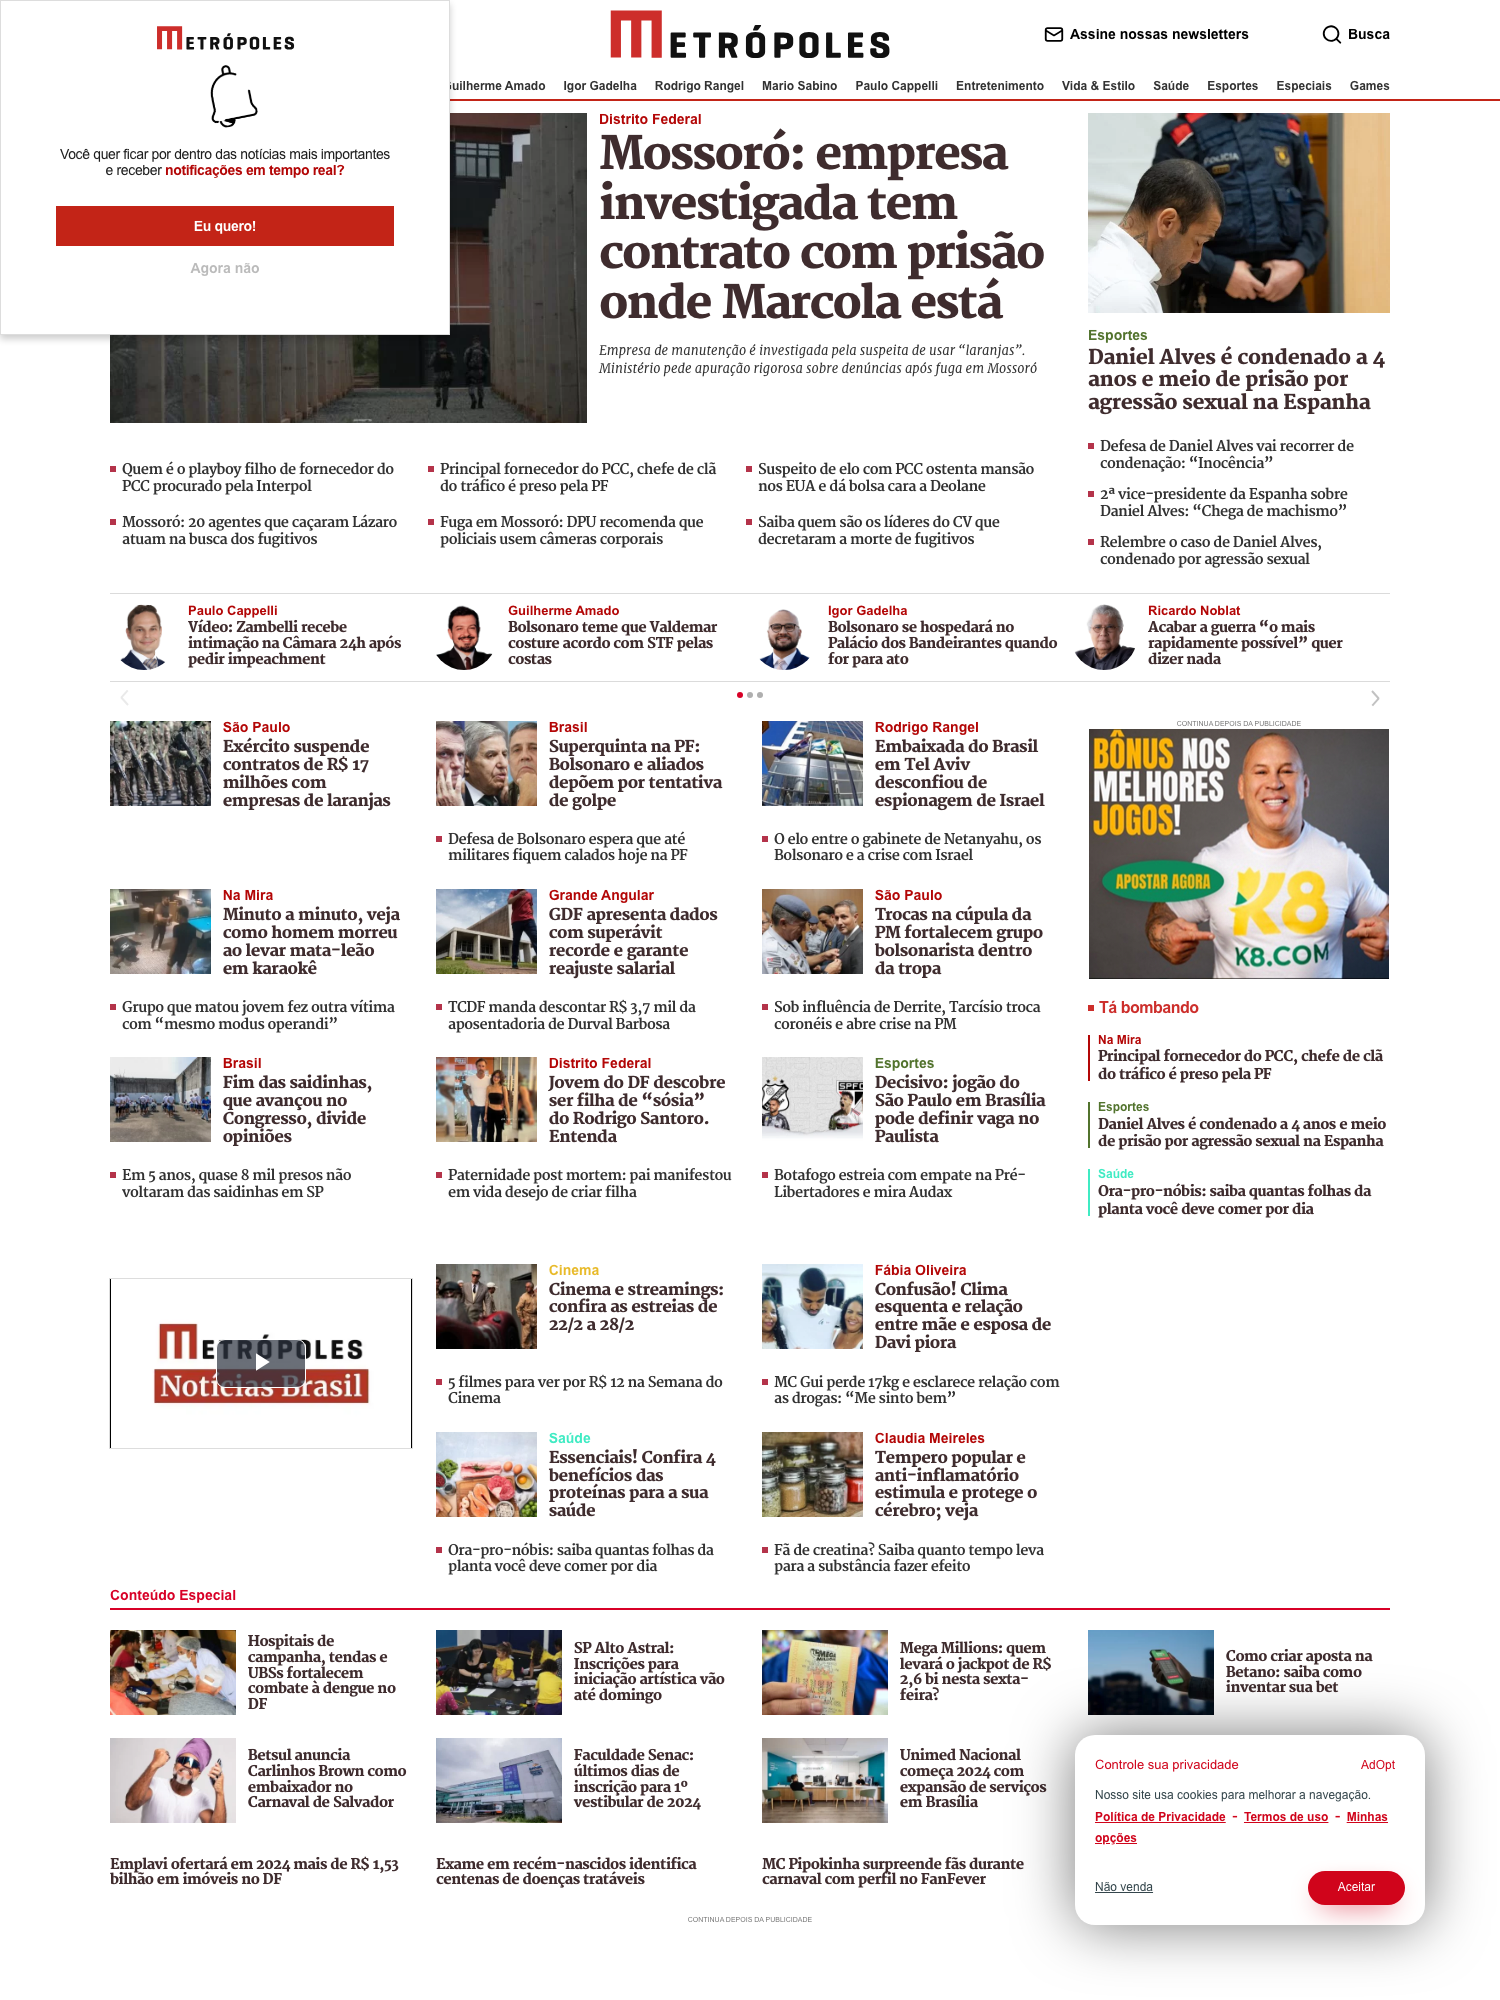 METRÓPOLES
Você quer ficar por dentro das notícias mais importantes
e receber notificações em tempo real?
Eu quero!
Agora não
METRÓPOLES
Assine nossas newsletters
Busca
Guilherme Amado Igor Gadelha Rodrigo Rangel Mario Sabino Paulo Cappelli Entretenimento Vida & Estilo Saúde Esportes Especiais Games
Distrito Federal
Mossoró: empresa
investigada tem
contrato com prisão
onde Marcola está
Empresa de manutenção é investigada pela suspeita de usar “laranjas”.
Ministério pede apuração rigorosa sobre denúncias após fuga em Mossoró
POLICIA
Esportes
Daniel Alves é condenado a 4
anos e meio de prisão por
agressão sexual na Espanha
Defesa de Daniel Alves vai recorrer de
condenação: “Inocência”
2ª vice-presidente da Espanha sobre
Daniel Alves: “Chega de machismo”
Relembre o caso de Daniel Alves,
condenado por agressão sexual
Quem é o playboy filho de fornecedor do
PCC procurado pela Interpol
Principal fornecedor do PCC, chefe de clã
do tráfico é preso pela PF
Suspeito de elo com PCC ostenta mansão
nos EUA e dá bolsa cara a Deolane
Mossoró: 20 agentes que caçaram Lázaro
atuam na busca dos fugitivos
Fuga em Mossoró: DPU recomenda que
policiais usem câmeras corporais
Saiba quem são os líderes do CV que
decretaram a morte de fugitivos
Paulo Cappelli
Vídeo: Zambelli recebe
intimação na Câmara 24h após
pedir impeachment
Guilherme Amado
Bolsonaro teme que Valdemar
costure acordo com STF pelas
costas
Igor Gadelha
Bolsonaro se hospedará no
Palácio dos Bandeirantes quando
for para ato
Ricardo Noblat
Acabar a guerra “o mais
rapidamente possível” quer
dizer nada
São Paulo
Exército suspende
contratos de R$ 17
milhões com
empresas de laranjas
Brasil
Superquinta na PF:
Bolsonaro e aliados
depõem por tentativa
de golpe
Defesa de Bolsonaro espera que até
militares fiquem calados hoje na PF
Rodrigo Rangel
Embaixada do Brasil
em Tel Aviv
desconfiou de
espionagem de Israel
O elo entre o gabinete de Netanyahu, os
Bolsonaro e a crise com Israel
CONTINUA DEPOIS DA PUBLICIDADE
BÔNUS NOS
MELHORES
JOGOS!
APOSTAR AGORA
K8
K8.COM
Na Mira
Minuto a minuto, veja
como homem morreu
ao levar mata-leão
em karaokê
Grupo que matou jovem fez outra vítima
com “mesmo modus operandi”
Grande Angular
GDF apresenta dados
com superávit
recorde e garante
reajuste salarial
TCDF manda descontar R$ 3,7 mil da
aposentadoria de Durval Barbosa
São Paulo
Trocas na cúpula da
PM fortalecem grupo
bolsonarista dentro
da tropa
Sob influência de Derrite, Tarcísio troca
coronéis e abre crise na PM
Tá bombando
Na Mira
Principal fornecedor do PCC, chefe de clã
do tráfico é preso pela PF
Esportes
Daniel Alves é condenado a 4 anos e meio
de prisão por agressão sexual na Espanha
Saúde
Ora-pro-nóbis: saiba quantas folhas da
planta você deve comer por dia
Brasil
Fim das saidinhas,
que avançou no
Congresso, divide
opiniões
Em 5 anos, quase 8 mil presos não
voltaram das saidinhas em SP
Distrito Federal
Jovem do DF descobre
ser filha de “sósia”
do Rodrigo Santoro.
Entenda
Paternidade post mortem: pai manifestou
em vida desejo de criar filha
SPFC
Esportes
Decisivo: jogão do
São Paulo em Brasília
pode definir vaga no
Paulista
Botafogo estreia com empate na Pré-
Libertadores e mira Audax
METRÓPOLES
Notícias Brasil
Cinema
Cinema e streamings:
confira as estreias de
22/2 a 28/2
5 filmes para ver por R$ 12 na Semana do
Cinema
Fábia Oliveira
Confusão! Clima
esquenta e relação
entre mãe e esposa de
Davi piora
MC Gui perde 17kg e esclarece relação com
as drogas: “Me sinto bem”
Saúde
Essenciais! Confira 4
benefícios das
proteínas para a sua
saúde
Ora-pro-nóbis: saiba quantas folhas da
planta você deve comer por dia
Claudia Meireles
Tempero popular e
anti-inflamatório
estimula e protege o
cérebro; veja
Fã de creatina? Saiba quanto tempo leva
para a substância fazer efeito
Conteúdo Especial
Hospitais de
campanha, tendas e
UBSs fortalecem
combate à dengue no
DF
SP Alto Astral:
Inscrições para
iniciação artística vão
até domingo
Mega Millions: quem
levará o jackpot de R$
2,6 bi nesta sexta-
feira?
Como criar aposta na
Betano: saiba como
inventar sua bet
Betsul anuncia
Carlinhos Brown como
embaixador no
Carnaval de Salvador
Faculdade Senac:
últimos dias de
inscrição para 1º
vestibular de 2024
Unimed Nacional
começa 2024 com
expansão de serviços
em Brasília
Emplavi ofertará em 2024 mais de R$ 1,53
bilhão em imóveis no DF
Exame em recém-nascidos identifica
centenas de doenças tratáveis
MC Pipokinha surpreende fãs durante
carnaval com perfil no FanFever
CONTINUA DEPOIS DA PUBLICIDADE
Controle sua privacidade
AdOpt
Nosso site usa cookies para melhorar a navegação.
Política de Privacidade - Termos de uso - Minhas
opções
Não venda
Aceitar